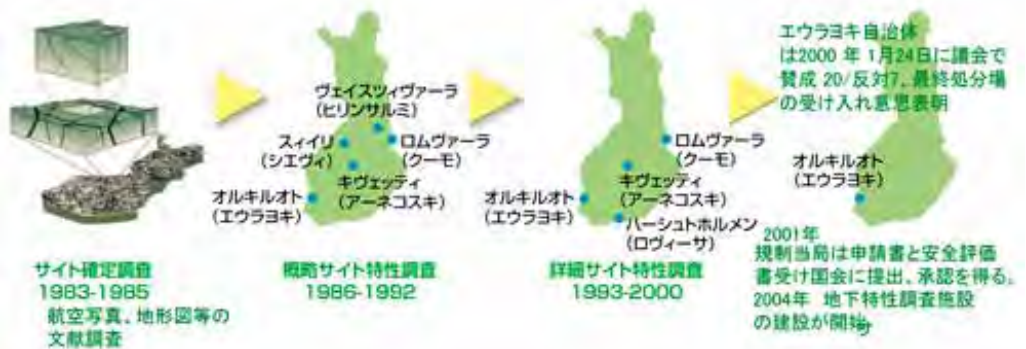 サイト確定調査
1983-1985
航空写真、地形図等の
文献調査
ヴェイスツィヴァーラ
(ヒリンサルミ)
スィイリ
(シエヴィ)
ロムヴァーラ
(クーモ)
キヴェッティ
(アーネコスキ)
オルキルオト
(エウラヨキ)
概略サイト特性調査
1986-1992
ロムヴァーラ
(クーモ)
キヴェッティ
(アーネコスキ)
オルキルオト
(エウラヨキ)
ハーシュトホルメン
(ロヴィーサ)
詳細サイト特性調査
1993-2000
エウラヨキ自治体
は2000 年 1月24日に議会で
賛成 20/反対7、最終処分場
の受け入れ意思表明
オルキルオト
(エウラヨキ)
2001年
規制当局は申請書と安全評価
書受け国会に提出、承認を得る。
2004年 地下特性調査施設
の建設が開始